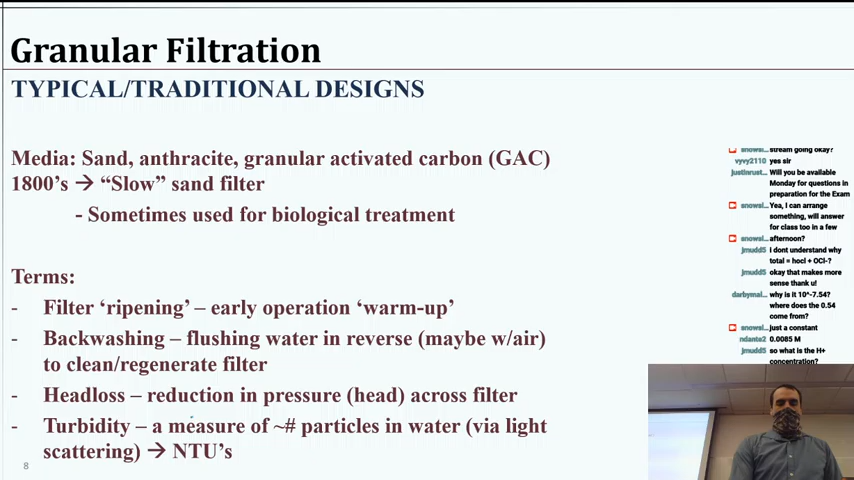 Granular Filtration
TYPICAL/TRADITIONAL DESIGNS
Media: Sand, anthracite, granular activated carbon (GAC)
1800’s → “Slow” sand filter
- Sometimes used for biological treatment
Terms:
- Filter ‘ripening’ – early operation ‘warm-up’
- Backwashing – flushing water in reverse (maybe w/air)
to clean/regenerate filter
- Headloss – reduction in pressure (head) across filter
- Turbidity – a measure of ~# particles in water (via light
scattering) → NTU’s
8
snowsl... stream going okay?
vyvy2110 yes sir
justinrust... Will you be available
Monday for questions in
preparation for the Exam
snowsl... Yea, I can arrange
something, will answer
for class too in a few
snowsl... afternoon?
jmudd5 I dont understand why
total = hocl + OCl-?
jmudd5 okay that makes more
sense thank u!
darbymal... why is it 10^-7.54?
where does the 0.54
come from?
snowsl... just a constant
ndante2 0.0085 M
jmudd5 so what is the H+
concentration?